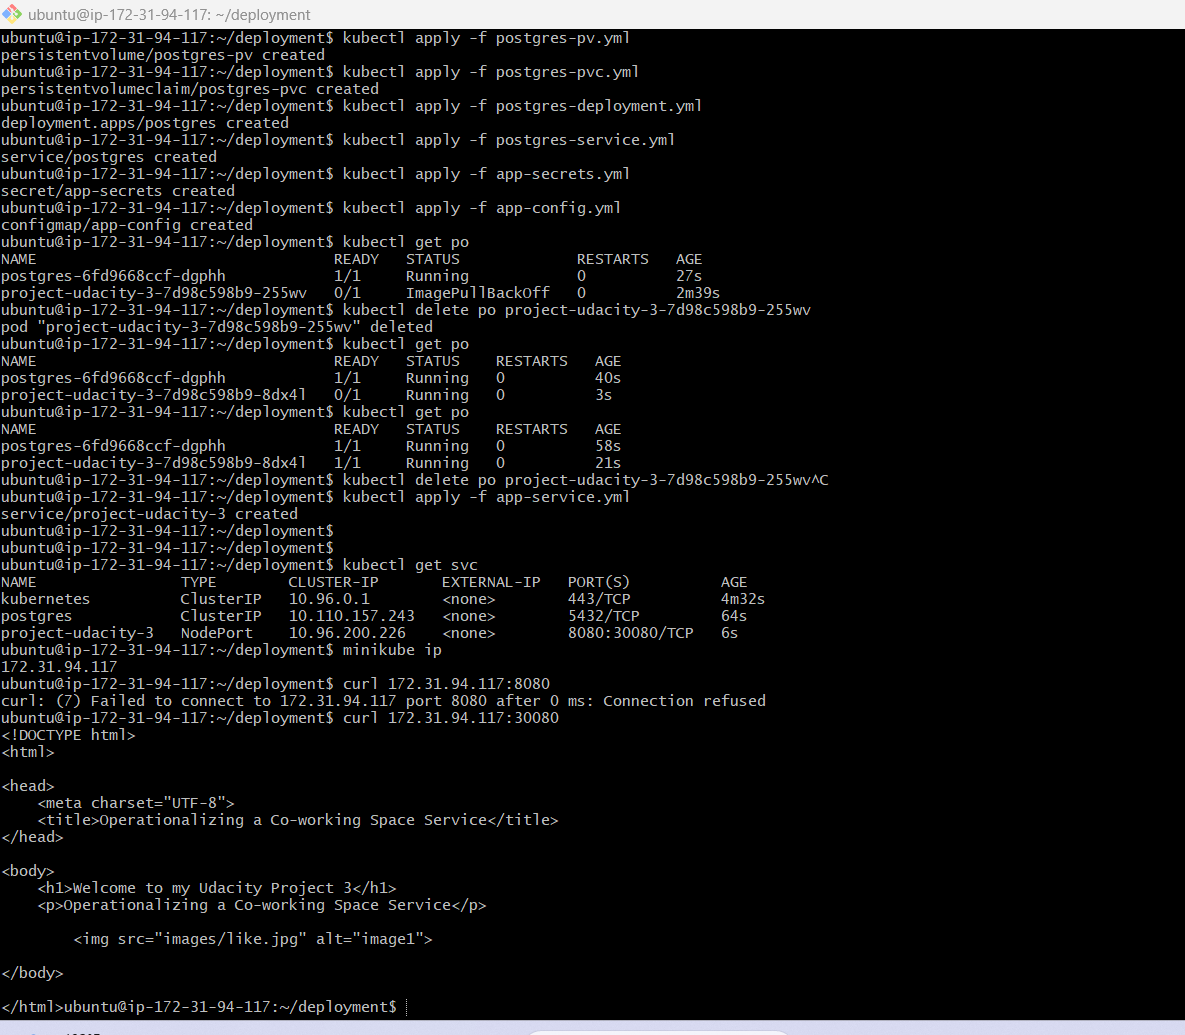 ubuntu@ip-172-31-94-117: ~/deployment
ubuntu@ip-172-31-94-117:~/deployment$ kubectl apply -f postgres-pv.yml
persistentvolume/postgres-pv created
ubuntu@ip-172-31-94-117:~/deployment$ kubectl apply -f postgres-pvc.yml
persistentvolumeclaim/postgres-pvc created
ubuntu@ip-172-31-94-117:~/deployment$ kubectl apply -f postgres-deployment.yml
deployment.apps/postgres created
ubuntu@ip-172-31-94-117:~/deployment$ kubectl apply -f postgres-service.yml
service/postgres created
ubuntu@ip-172-31-94-117:~/deployment$ kubectl apply -f app-secrets.yml
secret/app-secrets created
ubuntu@ip-172-31-94-117:~/deployment$ kubectl apply -f app-config.yml
configmap/app-config created
ubuntu@ip-172-31-94-117:~/deployment$ kubectl get po
NAME                                 READY   STATUS             RESTARTS   AGE
postgres-6fd9668ccf-dgphh            1/1     Running            0          27s
project-udacity-3-7d98c598b9-255wv   0/1     ImagePullBackOff   0          2m39s
ubuntu@ip-172-31-94-117:~/deployment$ kubectl delete po project-udacity-3-7d98c598b9-255wv
pod "project-udacity-3-7d98c598b9-255wv" deleted
ubuntu@ip-172-31-94-117:~/deployment$ kubectl get po
NAME                                 READY   STATUS    RESTARTS   AGE
postgres-6fd9668ccf-dgphh            1/1     Running   0          40s
project-udacity-3-7d98c598b9-8dx4l   0/1     Running   0          3s
ubuntu@ip-172-31-94-117:~/deployment$ kubectl get po
NAME                                 READY   STATUS    RESTARTS   AGE
postgres-6fd9668ccf-dgphh            1/1     Running   0          58s
project-udacity-3-7d98c598b9-8dx4l   1/1     Running   0          21s
ubuntu@ip-172-31-94-117:~/deployment$ kubectl delete po project-udacity-3-7d98c598b9-255wv^C
ubuntu@ip-172-31-94-117:~/deployment$ kubectl apply -f app-service.yml
service/project-udacity-3 created
ubuntu@ip-172-31-94-117:~/deployment$
ubuntu@ip-172-31-94-117:~/deployment$
ubuntu@ip-172-31-94-117:~/deployment$ kubectl get svc
NAME                TYPE        CLUSTER-IP       EXTERNAL-IP   PORT(S)          AGE
kubernetes          ClusterIP   10.96.0.1        <none>        443/TCP          4m32s
postgres            ClusterIP   10.110.157.243   <none>        5432/TCP         64s
project-udacity-3   NodePort    10.96.200.226    <none>        8080:30080/TCP   6s
ubuntu@ip-172-31-94-117:~/deployment$ minikube ip
172.31.94.117
ubuntu@ip-172-31-94-117:~/deployment$ curl 172.31.94.117:8080
curl: (7) Failed to connect to 172.31.94.117 port 8080 after 0 ms: Connection refused
ubuntu@ip-172-31-94-117:~/deployment$ curl 172.31.94.117:30080
<!DOCTYPE html>
<html>
<head>
    <meta charset="UTF-8">
    <title>Operationalizing a Co-working Space Service</title>
</head>
<body>
    <h1>Welcome to my Udacity Project 3</h1>
    <p>Operationalizing a Co-working Space Service</p>
        <img src="images/like.jpg" alt="image1">
</body>
</html>ubuntu@ip-172-31-94-117:~/deployment$